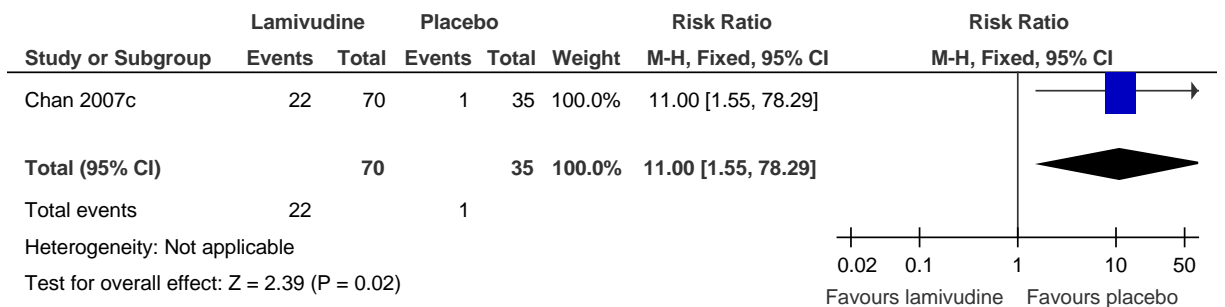 Lamivudine Placebo Risk Ratio Risk Ratio
Study or Subgroup Events Total Events Total Weight M-H, Fixed, 95% CI M-H, Fixed, 95% CI
Chan 2007c 22 70 1 35 100.0% 11.00 [1.55, 78.29]
Total (95% CI) 70 35 100.0% 11.00 [1.55, 78.29]
Total events 22 1
Heterogeneity: Not applicable
Test for overall effect: Z = 2.39 (P = 0.02)
0.02 0.1 1 10 50
Favours lamivudine Favours placebo